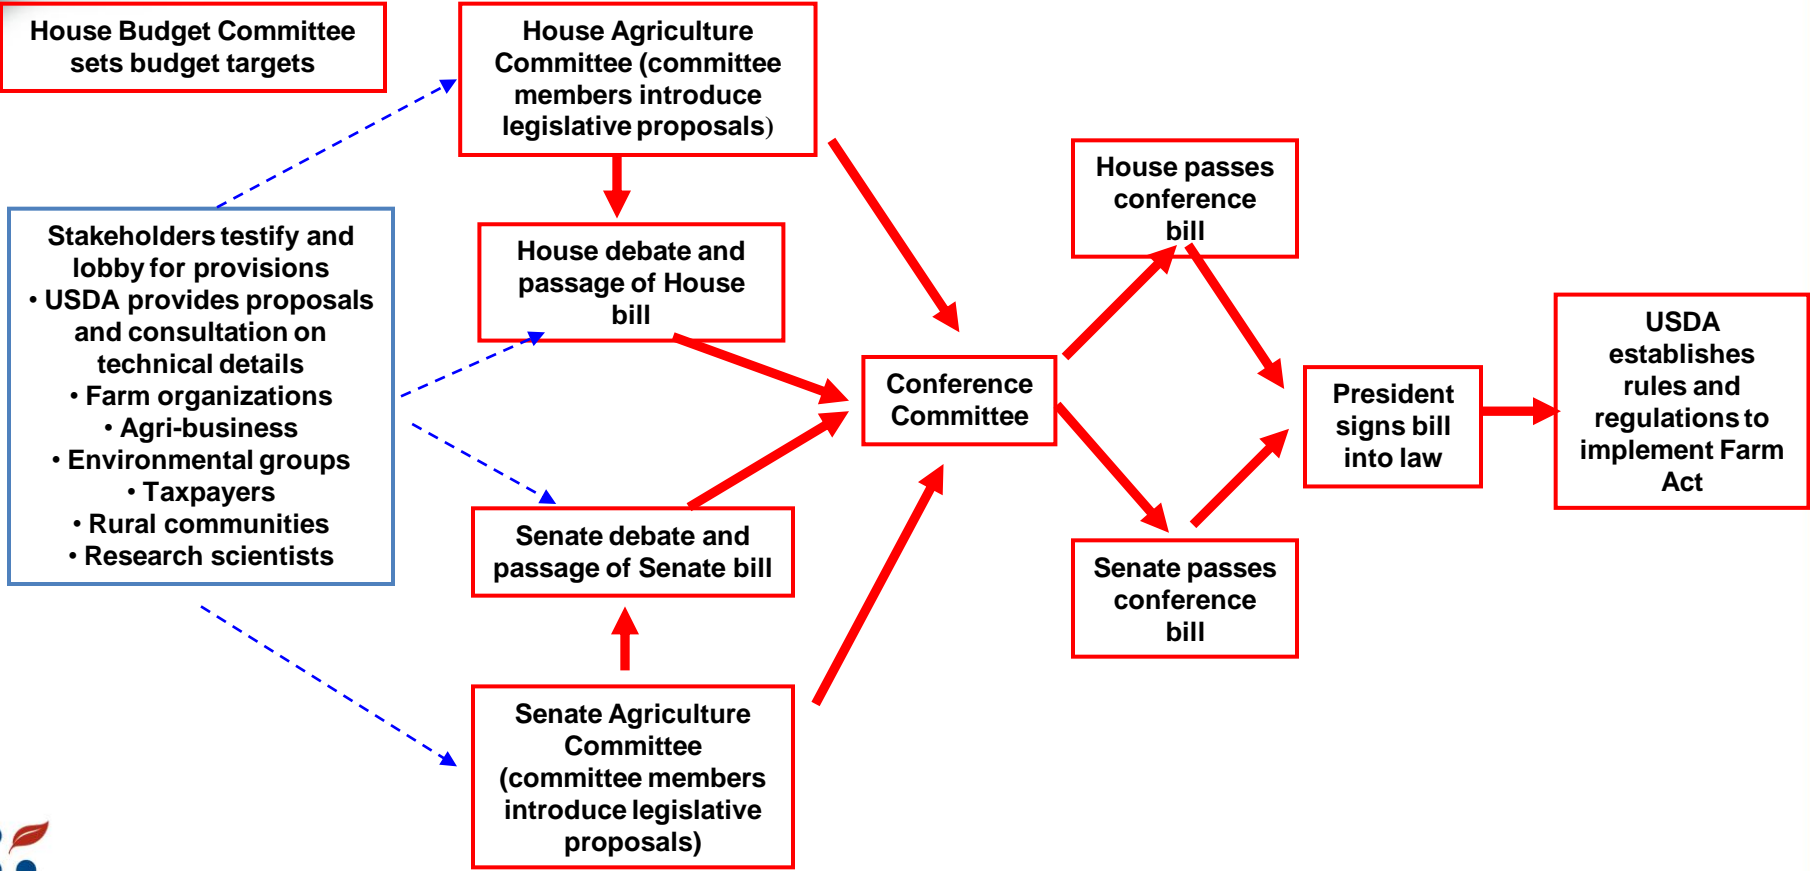 House Budget Committee
sets budget targets
House Agriculture
Committee (committee
members introduce
legislative proposals)
Stakeholders testify and
lobby for provisions
• USDA provides proposals
and consultation on
technical details
• Farm organizations
• Agri-business
• Environmental groups
• Taxpayers
• Rural communities
• Research scientists
House debate and
passage of House
bill
Senate debate and
passage of Senate bill
Senate Agriculture
Committee
(committee members
introduce legislative
proposals)
Conference
Committee
House passes
conference
bill
Senate passes
conference
bill
President
signs bill
into law
USDA
establishes
rules and
regulations to
implement Farm
Act